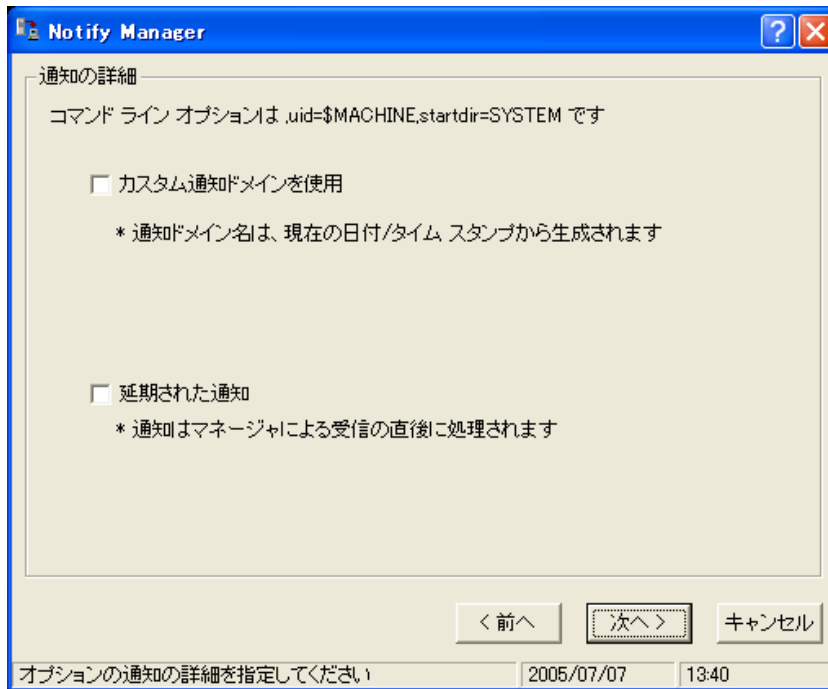 Notify Manager
通知の詳細
コマンド ライン オプションは ,uid=$MACHINE,startdir=SYSTEM です
カスタム通知ドメインを使用
* 通知ドメイン名は、現在の日付/タイム スタンプから生成されます
延期された通知
* 通知はマネージャによる受信の直後に処理されます
< 前へ
次へ >
キャンセル
オプションの通知の詳細を指定してください
2005/07/07
13:40